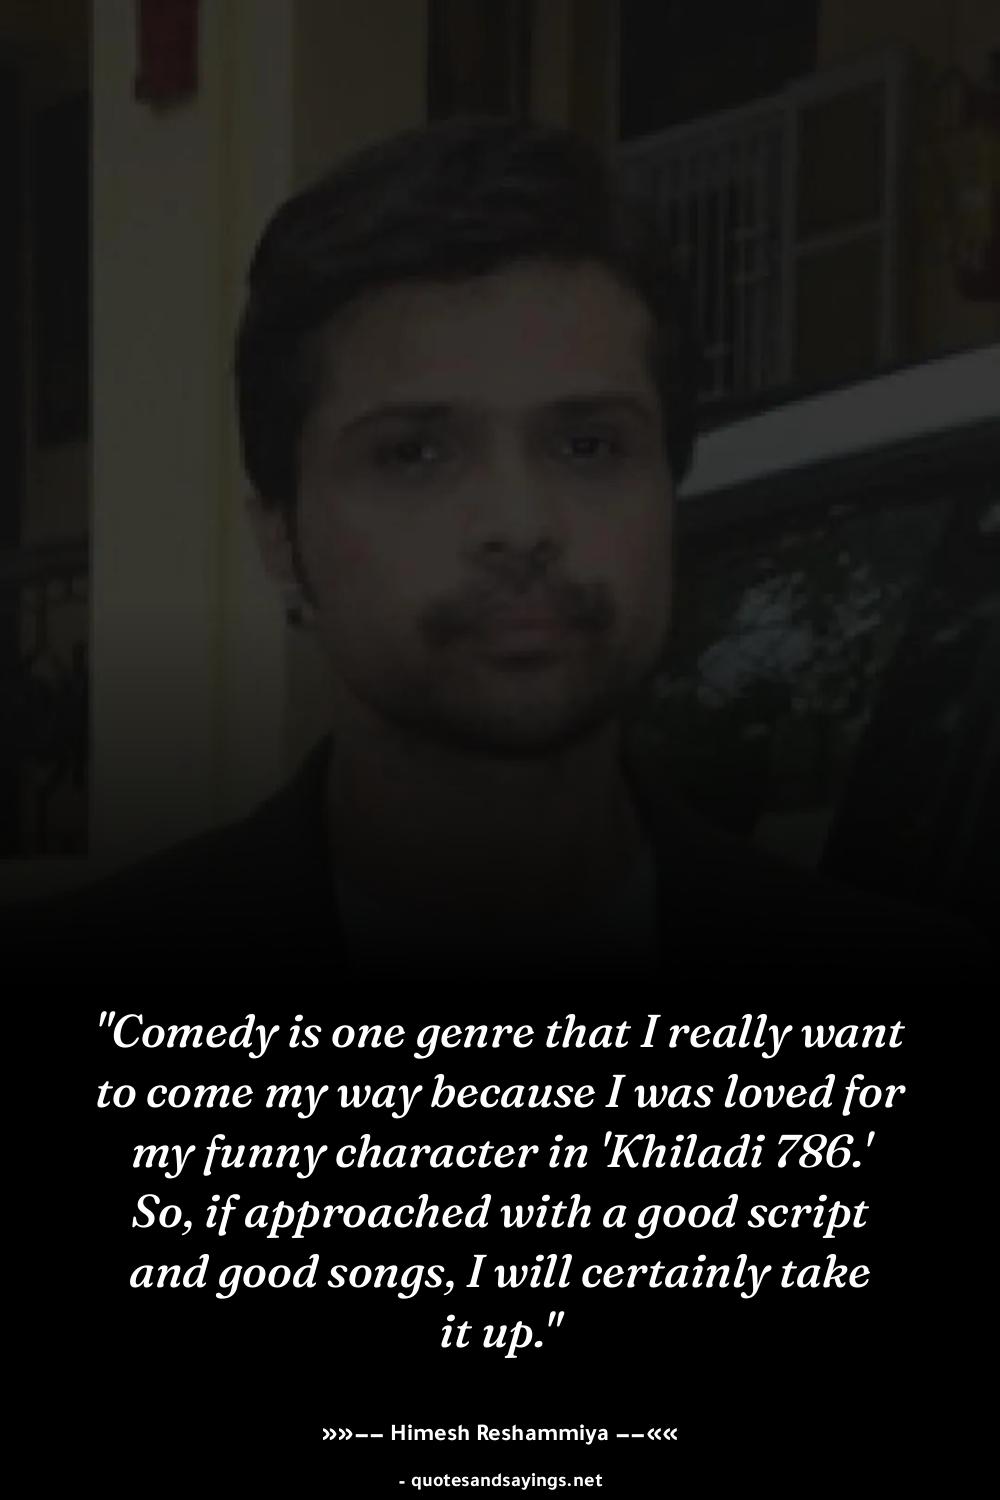 "Comedy is one genre that I really want
to come my way because I was loved for
my funny character in 'Khiladi 786.'
So, if approached with a good script
and good songs, I will certainly take
it up."
»»–– Himesh Reshammiya ––««
- quotesandsayings.net